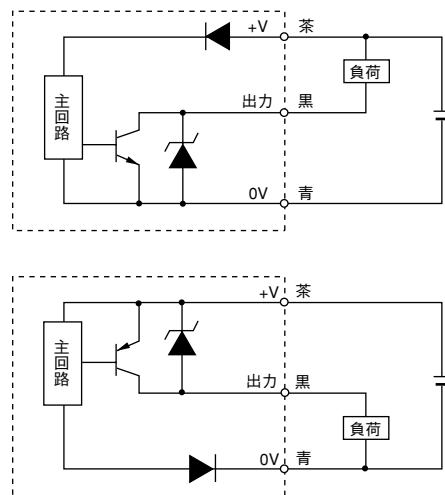 +V 茶
負荷
主回路
出力 黒
0V 青
+V 茶
主回路
出力 黒
負荷
0V 青